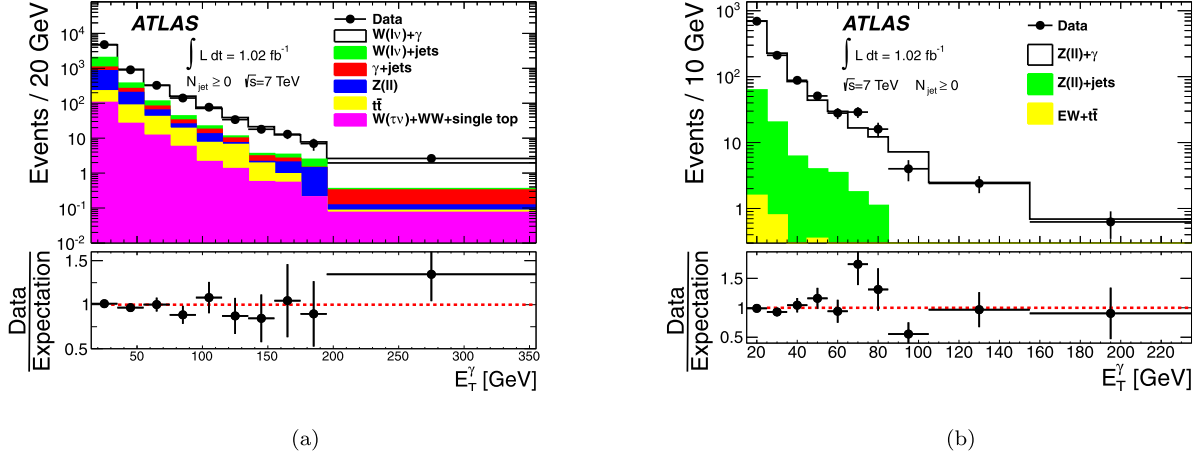 ATLAS
∫ L dt = 1.02 fb⁻¹
N_jet ≥ 0 √s=7 TeV
Data
W(lν)+γ
W(lν)+jets
γ+jets
Z(ll)
tt̄
W(τν)+WW+single top
Events / 20 GeV
10⁴
10³
10²
10
1
10⁻¹
10⁻²
Data
Expectation
1.5
1
0.5
50 100 150 200 250 300 350
E_T^γ [GeV]
(a)
ATLAS
∫ L dt = 1.02 fb⁻¹
√s=7 TeV N_jet ≥ 0
Data
Z(ll)+γ
Z(ll)+jets
EW+tt̄
Events / 10 GeV
10³
10²
10
1
Data
Expectation
1.5
1
0.5
20 40 60 80 100 120 140 160 180 200 220
E_T^γ [GeV]
(b)